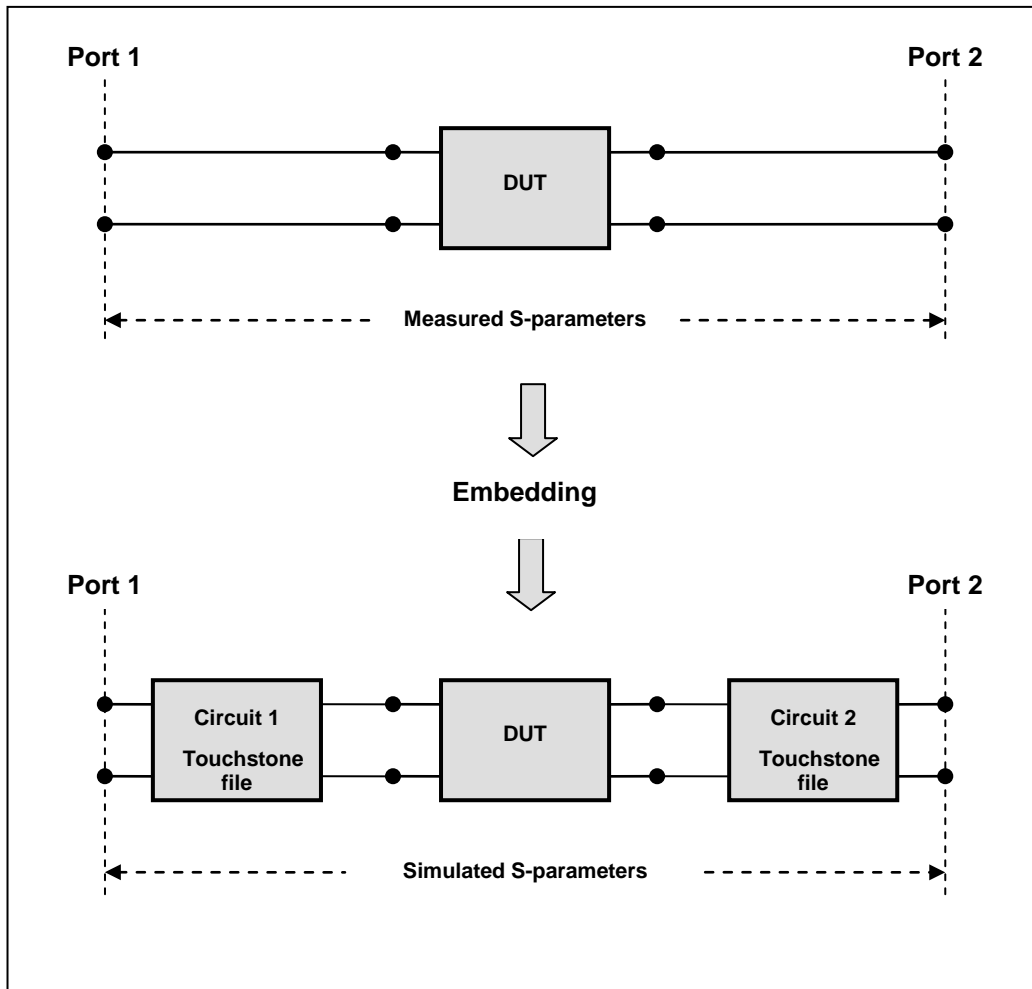 Port 1
Port 2
DUT
Measured S-parameters
Embedding
Port 1
Port 2
Circuit 1
Touchstone
file
DUT
Circuit 2
Touchstone
file
Simulated S-parameters